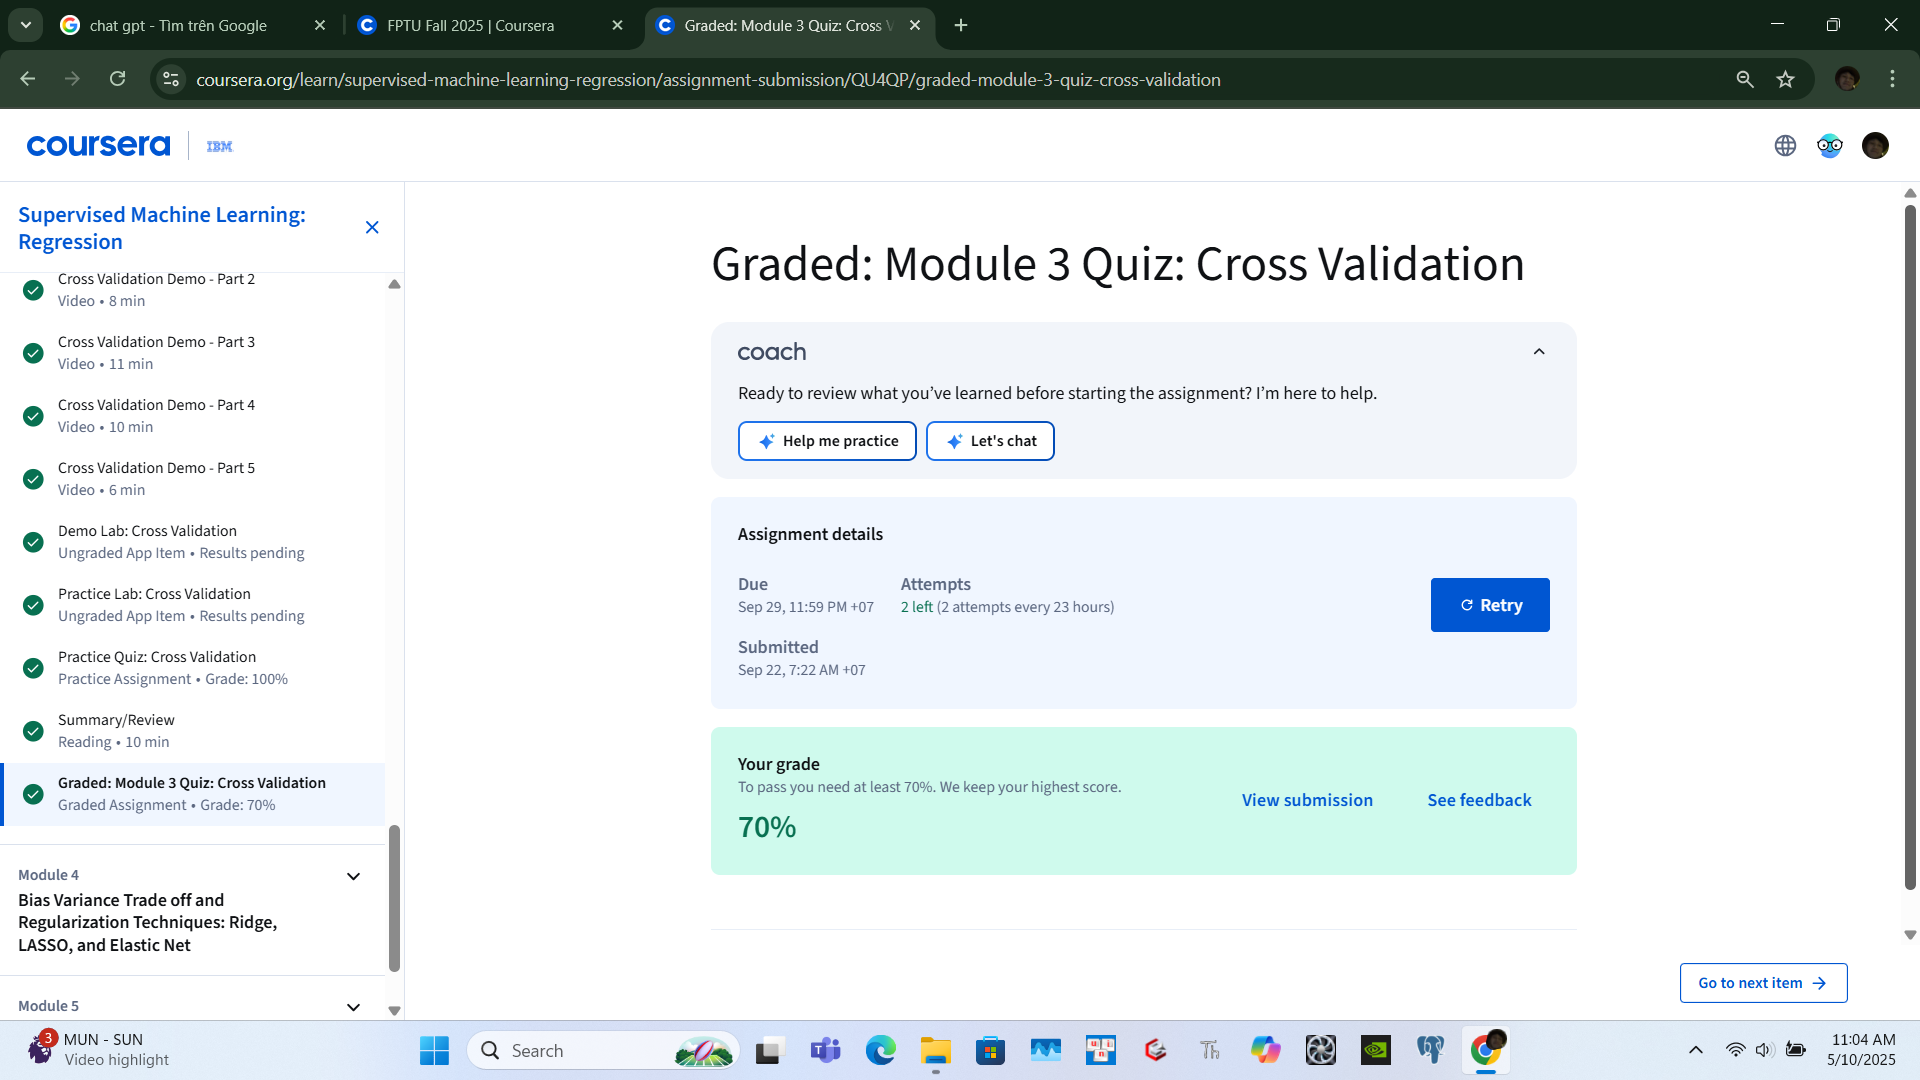 chat gpt - Tìm trên Google
FPTU Fall 2025 | Coursera
Graded: Module 3 Quiz: Cross V
coursera.org/learn/supervised-machine-learning-regression/assignment-submission/QU4QP/graded-module-3-quiz-cross-validation
coursera
IBM
Supervised Machine Learning:
Regression
Cross Validation Demo - Part 2
Video • 8 min
Cross Validation Demo - Part 3
Video • 11 min
Cross Validation Demo - Part 4
Video • 10 min
Cross Validation Demo - Part 5
Video • 6 min
Demo Lab: Cross Validation
Ungraded App Item • Results pending
Practice Lab: Cross Validation
Ungraded App Item • Results pending
Practice Quiz: Cross Validation
Practice Assignment • Grade: 100%
Summary/Review
Reading • 10 min
Graded: Module 3 Quiz: Cross Validation
Graded Assignment • Grade: 70%
Module 4
Bias Variance Trade off and
Regularization Techniques: Ridge,
LASSO, and Elastic Net
Module 5
Graded: Module 3 Quiz: Cross Validation
coach
Ready to review what you’ve learned before starting the assignment? I’m here to help.
Help me practice
Let's chat
Assignment details
Due
Sep 29, 11:59 PM +07
Attempts
2 left (2 attempts every 23 hours)
Submitted
Sep 22, 7:22 AM +07
Retry
Your grade
To pass you need at least 70%. We keep your highest score.
70%
View submission
See feedback
Go to next item
3
MUN - SUN
Video highlight
Search
11:04 AM
5/10/2025